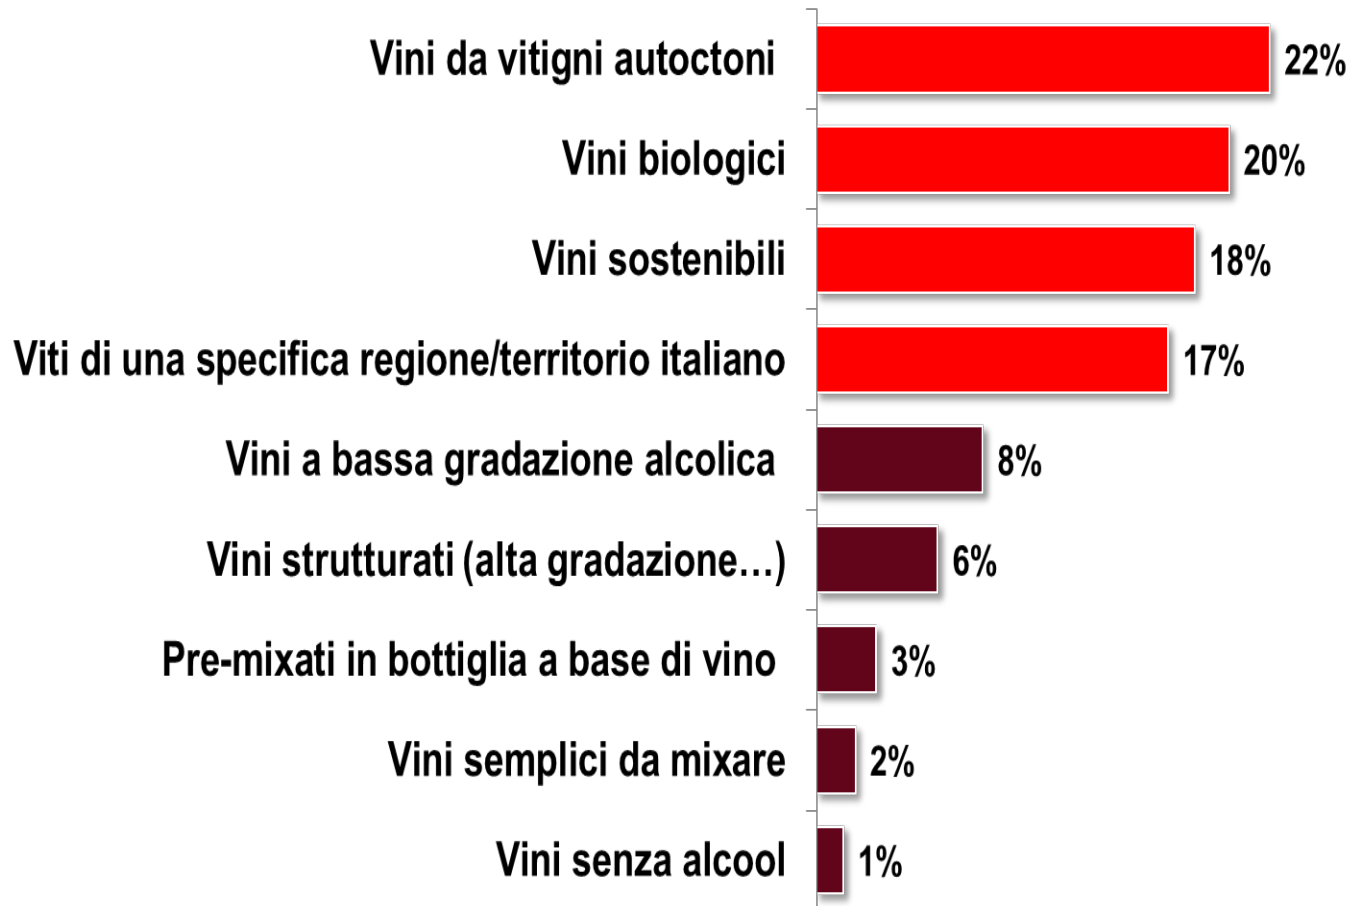 Vini da vitigni autoctoni 22%
Vini biologici 20%
Vini sostenibili 18%
Viti di una specifica regione/territorio italiano 17%
Vini a bassa gradazione alcolica 8%
Vini strutturati (alta gradazione…) 6%
Pre-mixati in bottiglia a base di vino 3%
Vini semplici da mixare 2%
Vini senza alcool 1%